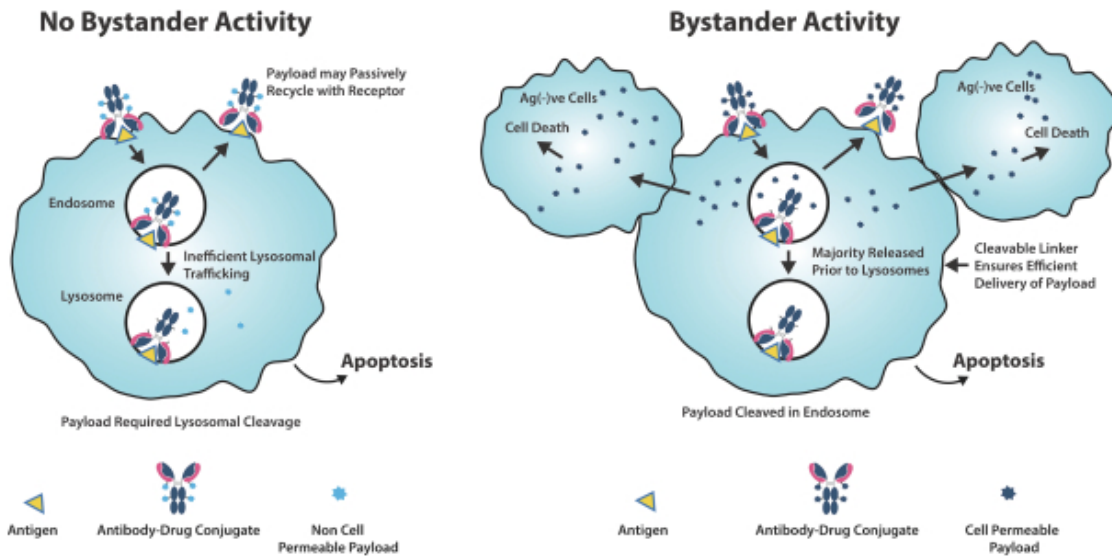 No Bystander Activity
Payload may Passively
Recycle with Receptor
Endosome
Inefficient Lysosomal
Trafficking
Lysosome
Apoptosis
Payload Required Lysosomal Cleavage
Antigen
Antibody-Drug Conjugate
Non Cell
Permeable Payload
Bystander Activity
Ag(-)ve Cells
Cell Death
Ag(-)ve Cells
Cell Death
Majority Released
Prior to Lysosomes
Cleavable Linker
Ensures Efficient
Delivery of Payload
Apoptosis
Payload Cleaved in Endosome
Antigen
Antibody-Drug Conjugate
Cell Permeable
Payload